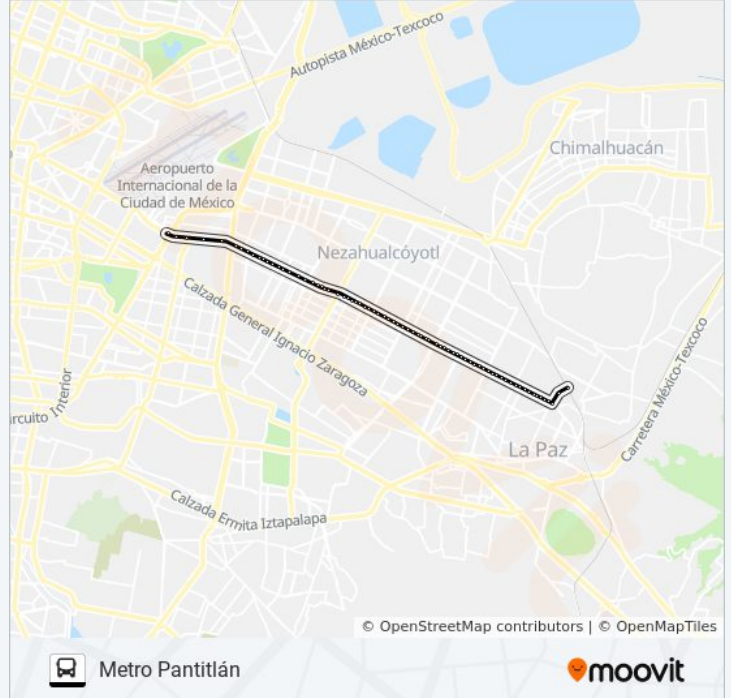 Autopista México-Texcoco
Chimalhuacán
Aeropuerto
Internacional de la
Ciudad de México
Nezahualcóyotl
Calzada General Ignacio Zaragoza
Carretera México-Texcoco
Interior
La Paz
Calzada Ermita Iztapalapa
© OpenStreetMap contributors | © OpenMapTiles
Metro Pantitlán
moovit